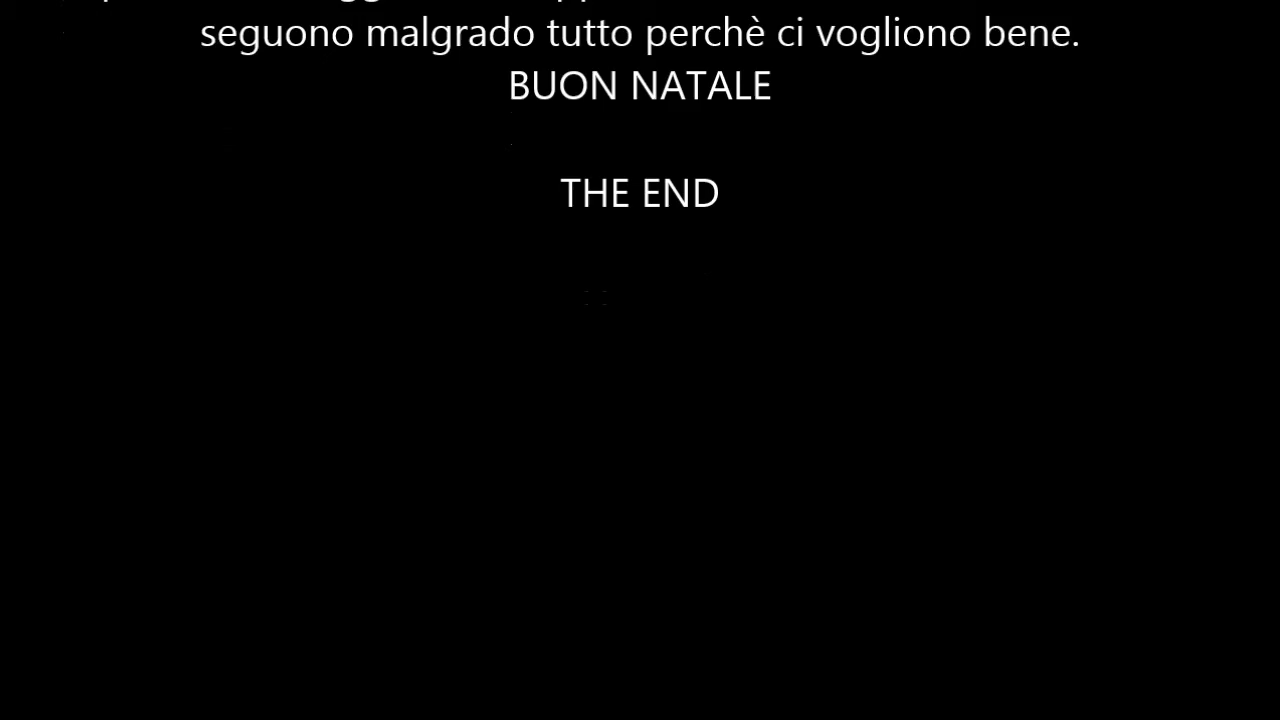 seguono malgrado tutto perchè ci vogliono bene.
BUON NATALE
THE END